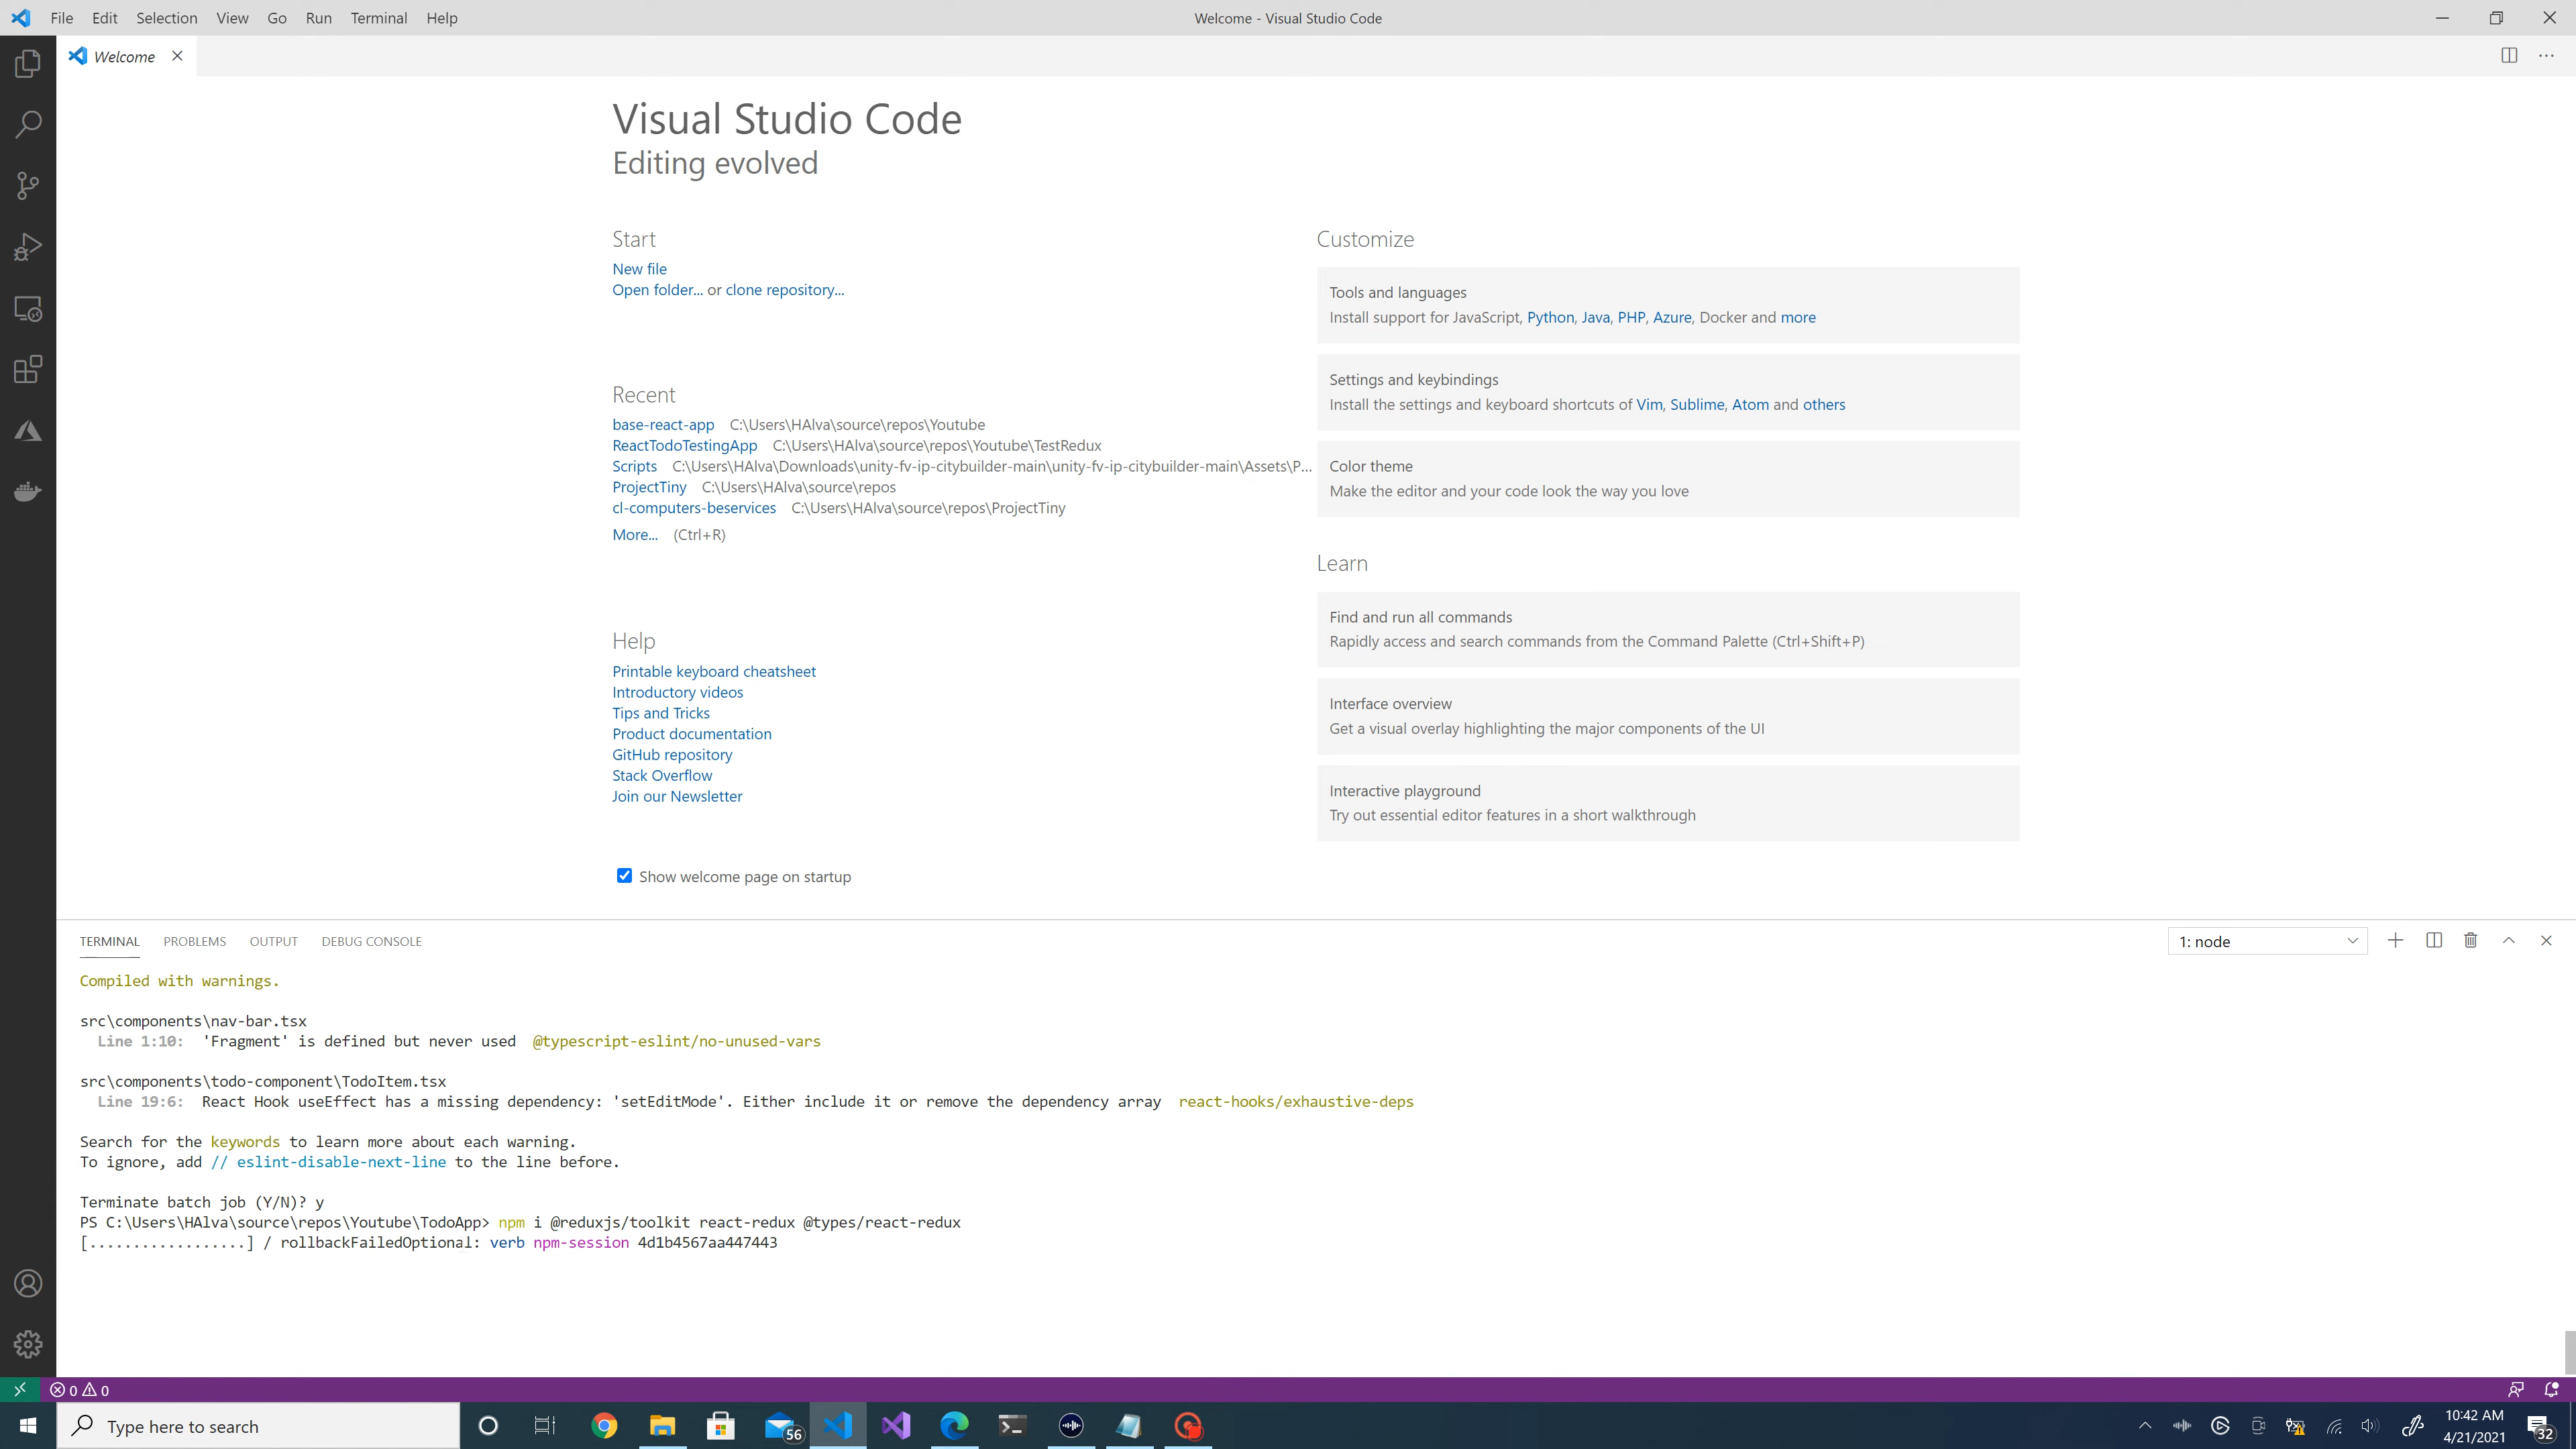 File Edit Selection View Go Run Terminal Help
Welcome - Visual Studio Code
Welcome
Visual Studio Code
Editing evolved
Start
New file
Open folder... or clone repository...
Recent
base-react-app C:\Users\HAlva\source\repos\Youtube
ReactTodoTestingApp C:\Users\HAlva\source\repos\Youtube\TestRedux
Scripts C:\Users\HAlva\Downloads\unity-fv-ip-citybuilder-main\unity-fv-ip-citybuilder-main\Assets\P...
ProjectTiny C:\Users\HAlva\source\repos
cl-computers-beservices C:\Users\HAlva\source\repos\ProjectTiny
More... (Ctrl+R)
Help
Printable keyboard cheatsheet
Introductory videos
Tips and Tricks
Product documentation
GitHub repository
Stack Overflow
Join our Newsletter
Show welcome page on startup
Customize
Tools and languages
Install support for JavaScript, Python, Java, PHP, Azure, Docker and more
Settings and keybindings
Install the settings and keyboard shortcuts of Vim, Sublime, Atom and others
Color theme
Make the editor and your code look the way you love
Learn
Find and run all commands
Rapidly access and search commands from the Command Palette (Ctrl+Shift+P)
Interface overview
Get a visual overlay highlighting the major components of the UI
Interactive playground
Try out essential editor features in a short walkthrough
TERMINAL PROBLEMS OUTPUT DEBUG CONSOLE
1: node
Compiled with warnings.
src\components\nav-bar.tsx
Line 1:10: 'Fragment' is defined but never used @typescript-eslint/no-unused-vars
src\components\todo-component\TodoItem.tsx
Line 19:6: React Hook useEffect has a missing dependency: 'setEditMode'. Either include it or remove the dependency array react-hooks/exhaustive-deps
Search for the keywords to learn more about each warning.
To ignore, add // eslint-disable-next-line to the line before.
Terminate batch job (Y/N)? y
PS C:\Users\HAlva\source\repos\Youtube\TodoApp> npm i @reduxjs/toolkit react-redux @types/react-redux
[..................] / rollbackFailedOptional: verb npm-session 4d1b4567aa447443
0 0
Type here to search
56
10:42 AM
4/21/2021
32